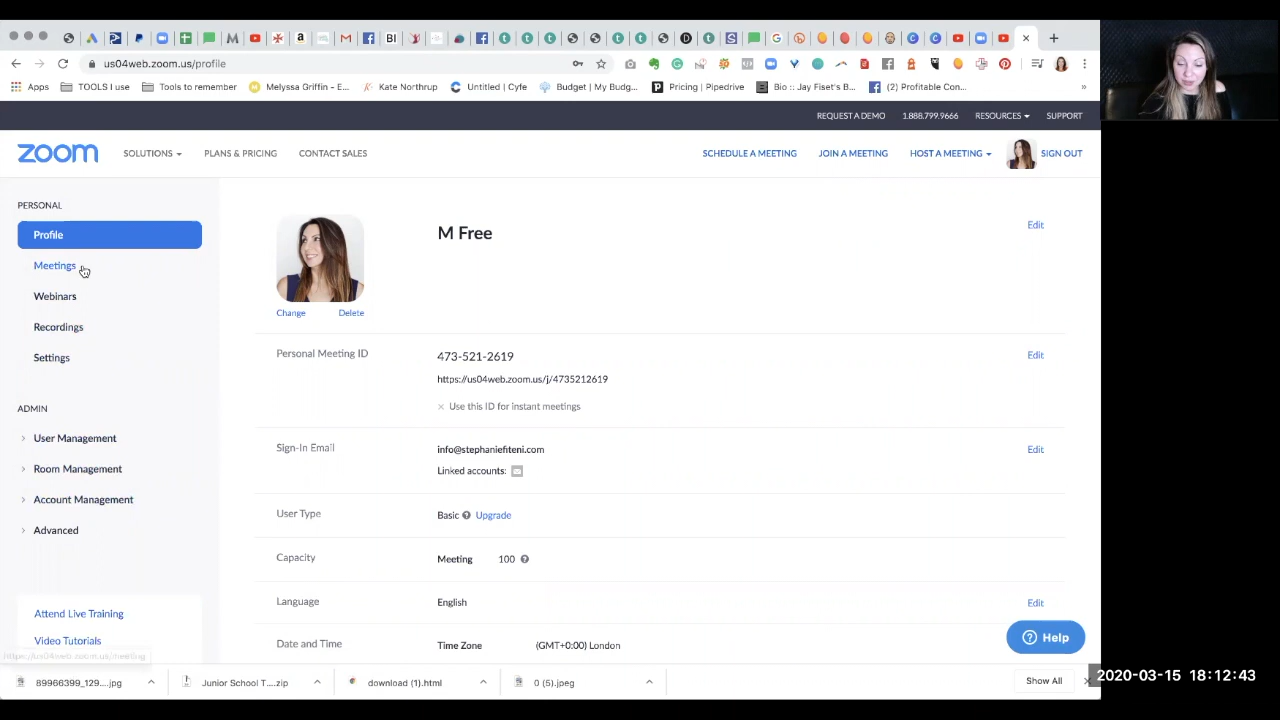 us04web.zoom.us/profile
Apps TOOLS I use Tools to remember Melyssa Griffin - E... Kate Northrup Untitled | Cyfe Budget | My Budg... Pricing | Pipedrive Bio :: Jay Fiset's B... (2) Profitable Con... »
REQUEST A DEMO 1.888.799.9666 RESOURCES SUPPORT
zoom SOLUTIONS PLANS & PRICING CONTACT SALES SCHEDULE A MEETING JOIN A MEETING HOST A MEETING SIGN OUT
PERSONAL
Profile
Meetings
Webinars
Recordings
Settings
ADMIN
User Management
Room Management
Account Management
Advanced
Attend Live Training
Video Tutorials
https://us04web.zoom.us/meeting
M Free Edit
Change Delete
Personal Meeting ID 473-521-2619 Edit
https://us04web.zoom.us/j/4735212619
× Use this ID for instant meetings
Sign-In Email info@stephaniefiteni.com Edit
Linked accounts:
User Type Basic Upgrade
Capacity Meeting 100
Language English Edit
Date and Time Time Zone (GMT+0:00) London
Help
89966399_129....jpg Junior School T....zip download (1).html 0 (5).jpeg Show All
2020-03-15 18:12:43